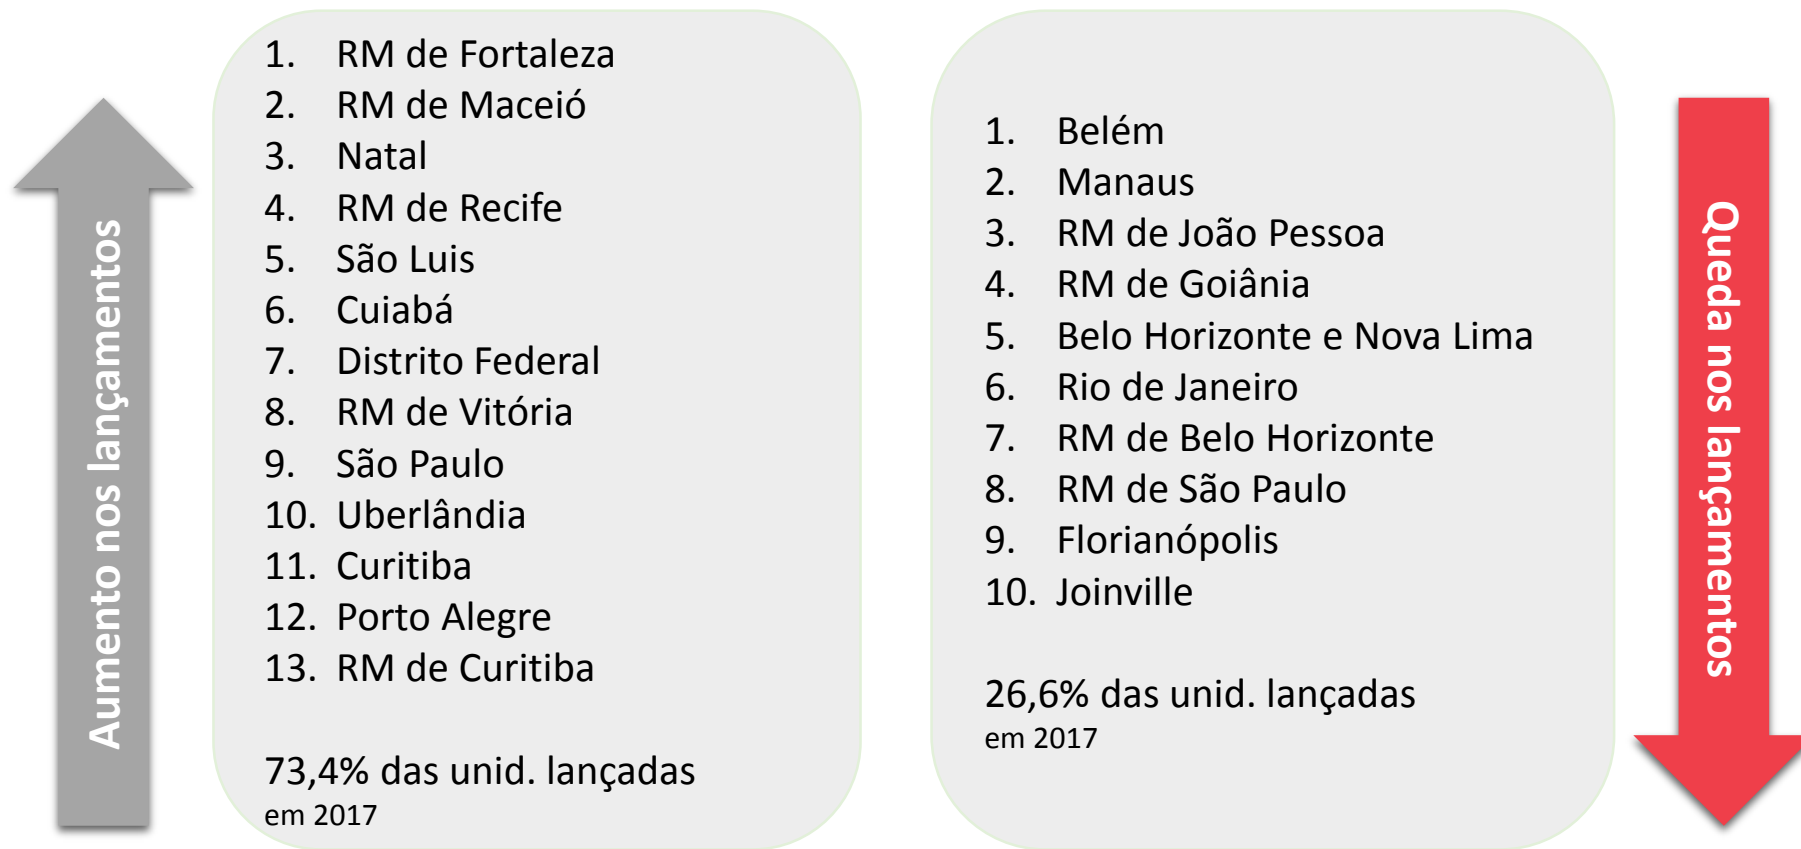 Aumento nos lançamentos
1. RM de Fortaleza
2. RM de Maceió
3. Natal
4. RM de Recife
5. São Luis
6. Cuiabá
7. Distrito Federal
8. RM de Vitória
9. São Paulo
10. Uberlândia
11. Curitiba
12. Porto Alegre
13. RM de Curitiba
73,4% das unid. lançadas
em 2017
1. Belém
2. Manaus
3. RM de João Pessoa
4. RM de Goiânia
5. Belo Horizonte e Nova Lima
6. Rio de Janeiro
7. RM de Belo Horizonte
8. RM de São Paulo
9. Florianópolis
10. Joinville
26,6% das unid. lançadas
em 2017
Queda nos lançamentos